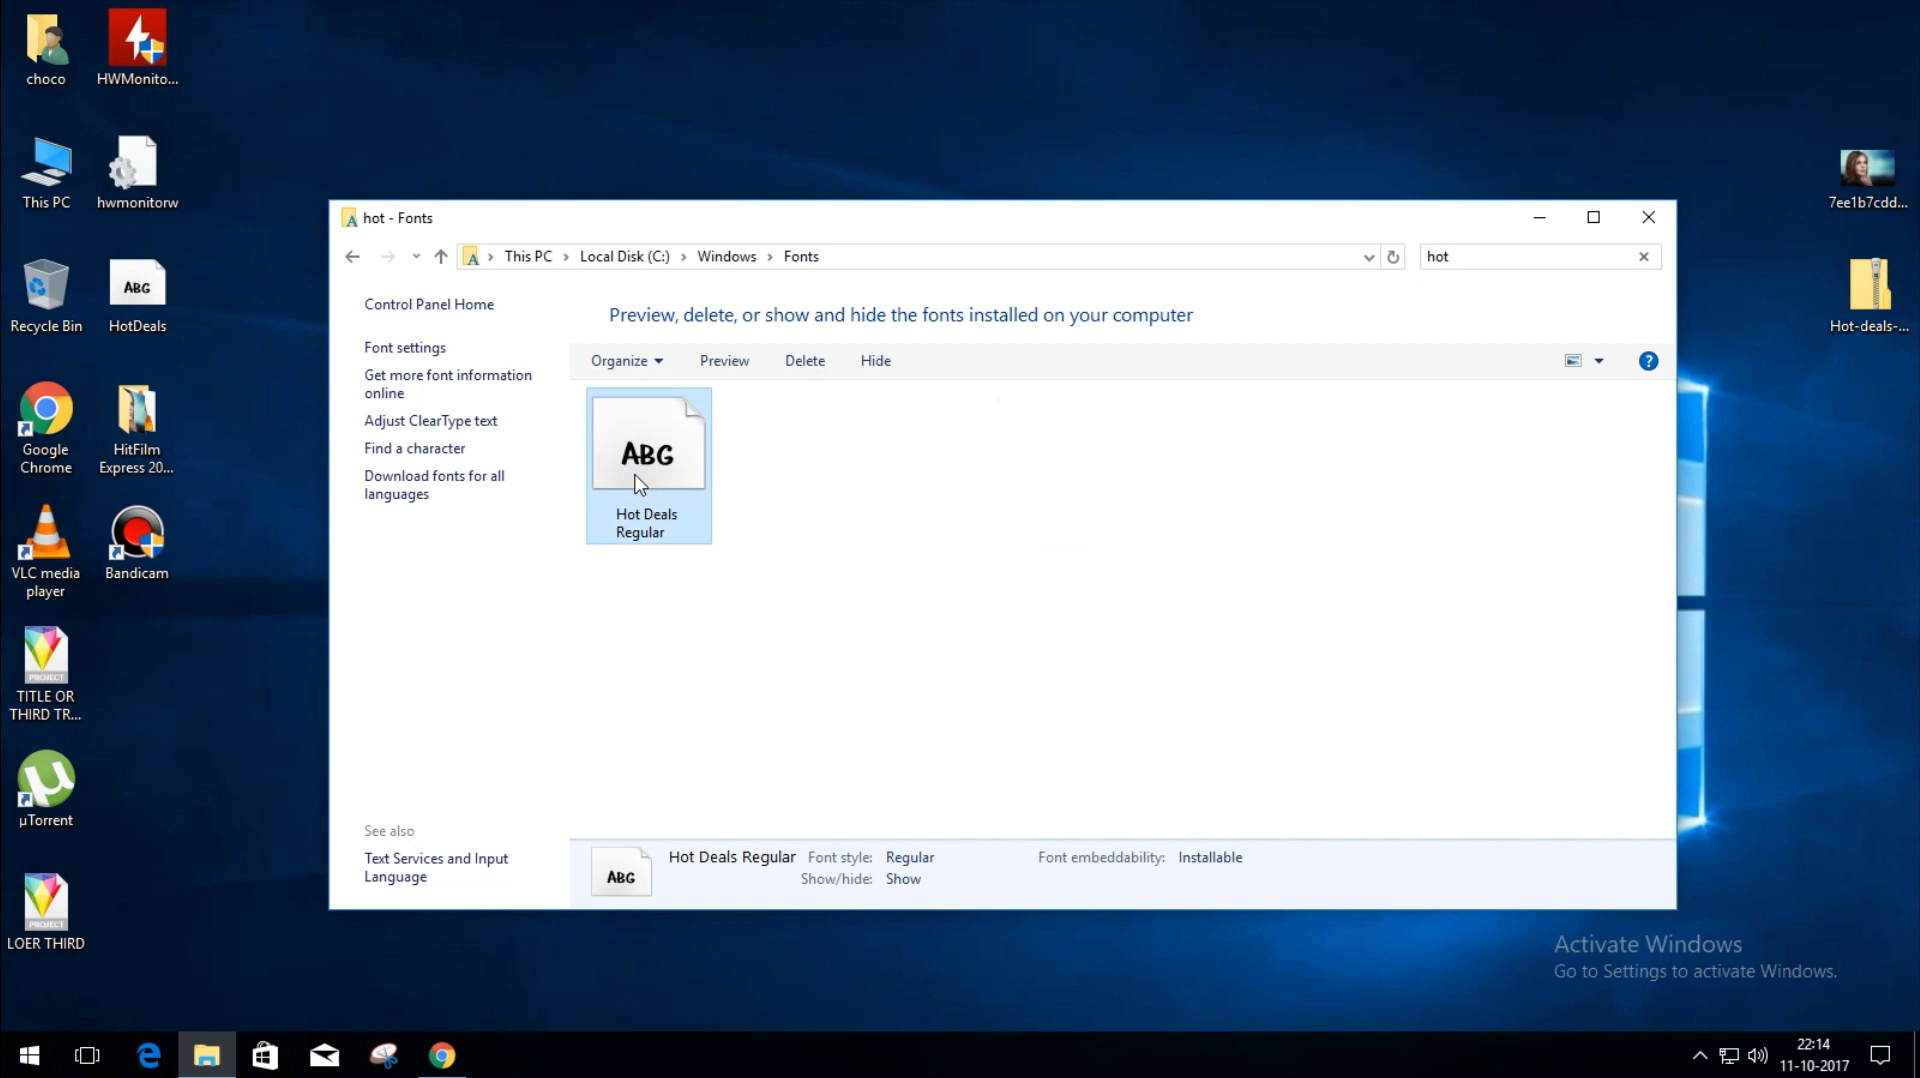 choco
HWMonito...
This PC
hwmonitorw
Recycle Bin
ABG
HotDeals
Google
Chrome
HitFilm
Express 20...
VLC media
player
Bandicam
PROJECT
TITLE OR
THIRD TR...
µTorrent
PROJECT
LOER THIRD
7ee1b7cdd...
Hot-deals-...
hot - Fonts
This PC
Local Disk (C:)
Windows
Fonts
hot
Control Panel Home
Font settings
Get more font information
online
Adjust ClearType text
Find a character
Download fonts for all
languages
See also
Text Services and Input
Language
Preview, delete, or show and hide the fonts installed on your computer
Organize
Preview
Delete
Hide
ABG
Hot Deals
Regular
ABG
Hot Deals Regular
Font style: Regular
Font embeddability: Installable
Show/hide: Show
Activate Windows
Go to Settings to activate Windows.
22:14
11-10-2017